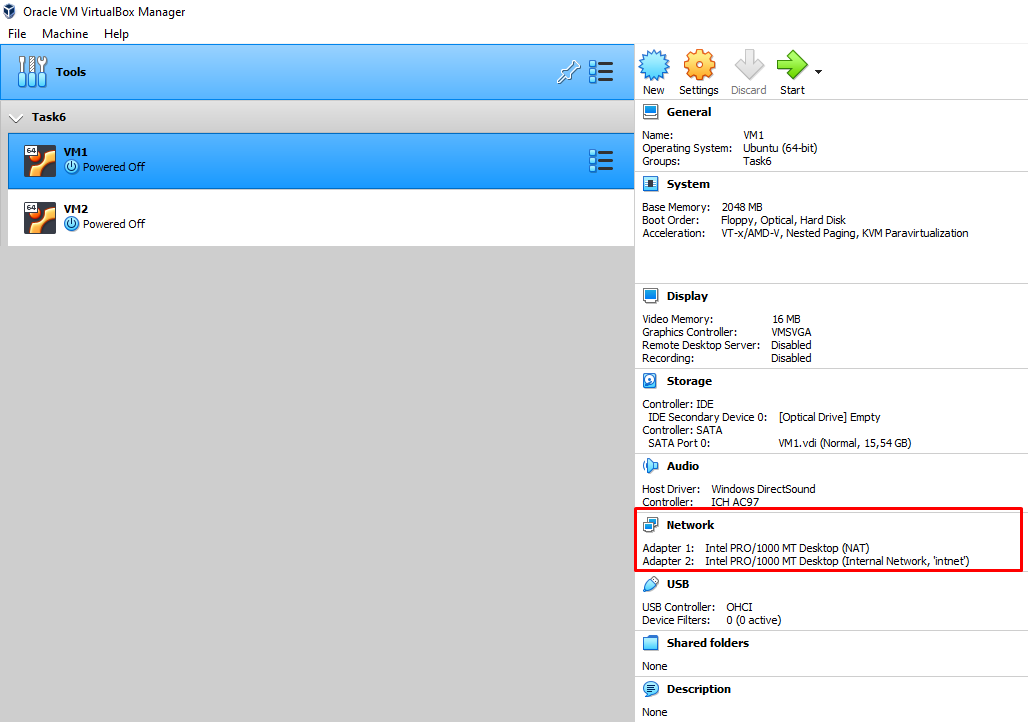 Oracle VM VirtualBox Manager
File Machine Help
Tools
New Settings Discard Start
Task6
64 VM1
Powered Off
64 VM2
Powered Off
General
Name: VM1
Operating System: Ubuntu (64-bit)
Groups: Task6
System
Base Memory: 2048 MB
Boot Order: Floppy, Optical, Hard Disk
Acceleration: VT-x/AMD-V, Nested Paging, KVM Paravirtualization
Display
Video Memory: 16 MB
Graphics Controller: VMSVGA
Remote Desktop Server: Disabled
Recording: Disabled
Storage
Controller: IDE
IDE Secondary Device 0: [Optical Drive] Empty
Controller: SATA
SATA Port 0: VM1.vdi (Normal, 15,54 GB)
Audio
Host Driver: Windows DirectSound
Controller: ICH AC97
Network
Adapter 1: Intel PRO/1000 MT Desktop (NAT)
Adapter 2: Intel PRO/1000 MT Desktop (Internal Network, 'intnet')
USB
USB Controller: OHCI
Device Filters: 0 (0 active)
Shared folders
None
Description
None